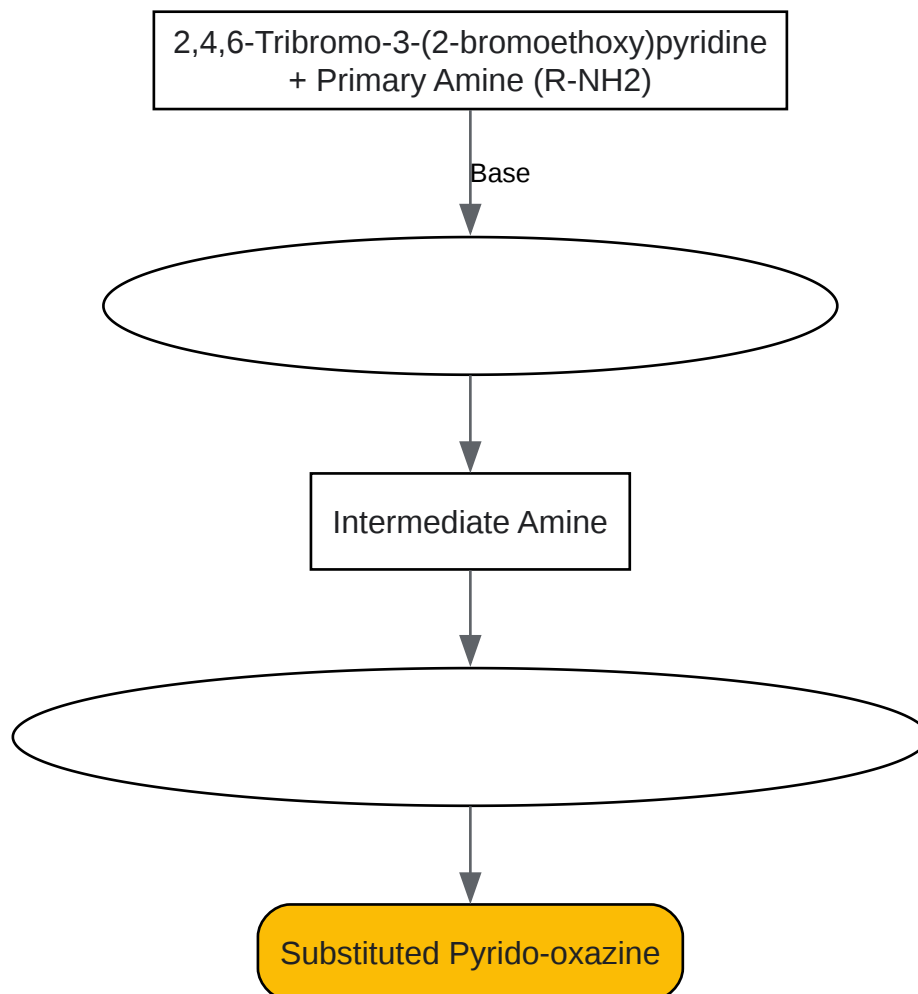 2,4,6-Tribromo-3-(2-bromoethoxy)pyridine
+ Primary Amine (R-NH2)
Base
Intermediate Amine
Substituted Pyrido-oxazine